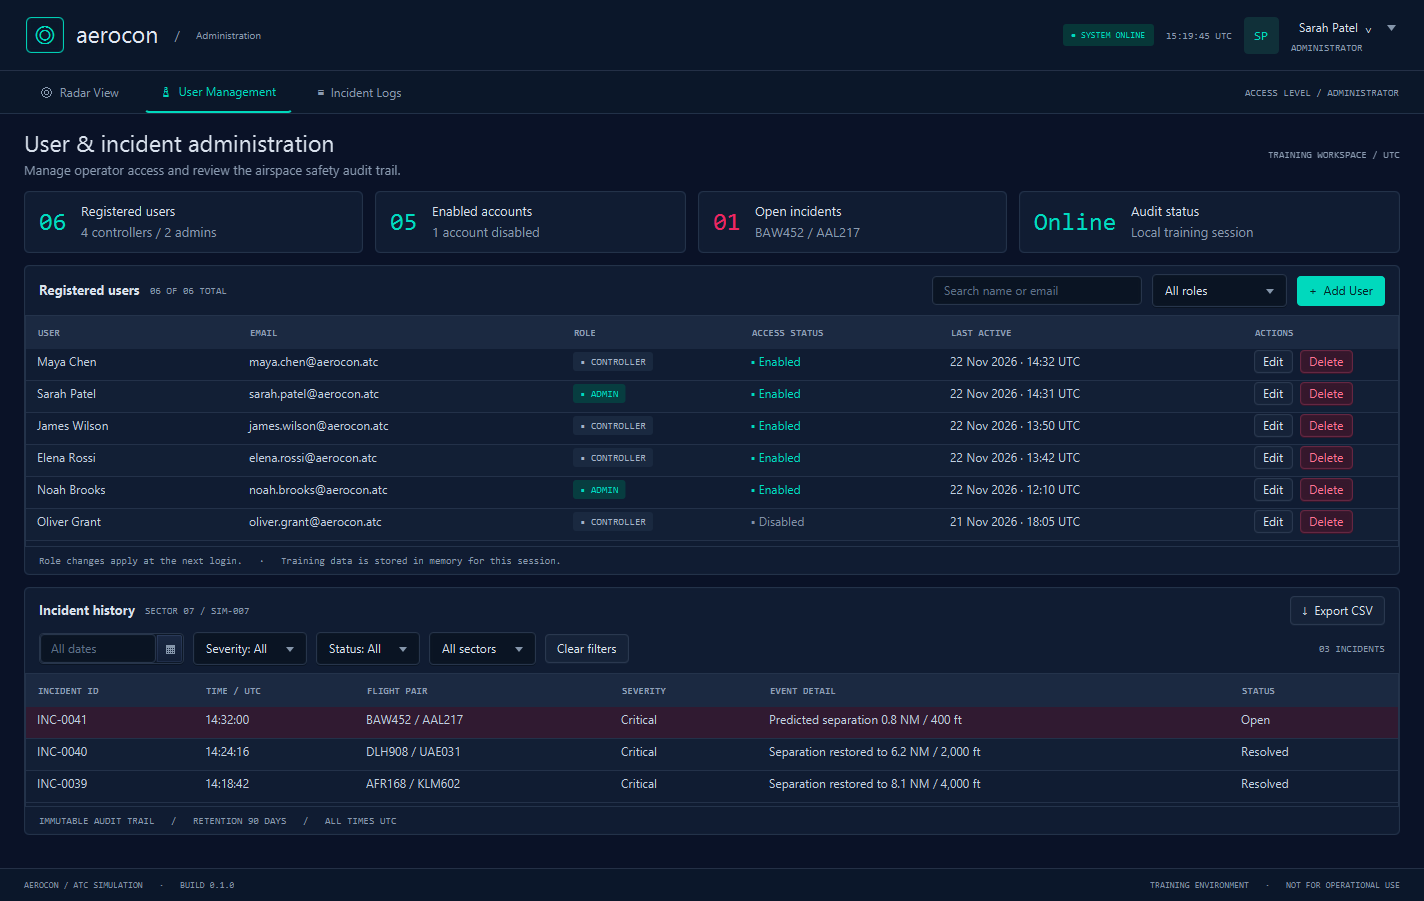 aerocon / Administration
▪ SYSTEM ONLINE 15:19:45 UTC SP Sarah Patel
ADMINISTRATOR
Radar View User Management Incident Logs ACCESS LEVEL / ADMINISTRATOR
User & incident administration
Manage operator access and review the airspace safety audit trail.
TRAINING WORKSPACE / UTC
06 Registered users
4 controllers / 2 admins
05 Enabled accounts
1 account disabled
01 Open incidents
BAW452 / AAL217
Online Audit status
Local training session
Registered users 06 OF 06 TOTAL Search name or email All roles + Add User
USER EMAIL ROLE ACCESS STATUS LAST ACTIVE ACTIONS
Maya Chen maya.chen@aerocon.atc ▪ CONTROLLER ▪ Enabled 22 Nov 2026 · 14:32 UTC Edit Delete
Sarah Patel sarah.patel@aerocon.atc ▪ ADMIN ▪ Enabled 22 Nov 2026 · 14:31 UTC Edit Delete
James Wilson james.wilson@aerocon.atc ▪ CONTROLLER ▪ Enabled 22 Nov 2026 · 13:50 UTC Edit Delete
Elena Rossi elena.rossi@aerocon.atc ▪ CONTROLLER ▪ Enabled 22 Nov 2026 · 13:42 UTC Edit Delete
Noah Brooks noah.brooks@aerocon.atc ▪ ADMIN ▪ Enabled 22 Nov 2026 · 12:10 UTC Edit Delete
Oliver Grant oliver.grant@aerocon.atc ▪ CONTROLLER ▪ Disabled 21 Nov 2026 · 18:05 UTC Edit Delete
Role changes apply at the next login. · Training data is stored in memory for this session.
Incident history SECTOR 07 / SIM-007 ↓ Export CSV
All dates Severity: All Status: All All sectors Clear filters 03 INCIDENTS
INCIDENT ID TIME / UTC FLIGHT PAIR SEVERITY EVENT DETAIL STATUS
INC-0041 14:32:00 BAW452 / AAL217 Critical Predicted separation 0.8 NM / 400 ft Open
INC-0040 14:24:16 DLH908 / UAE031 Critical Separation restored to 6.2 NM / 2,000 ft Resolved
INC-0039 14:18:42 AFR168 / KLM602 Critical Separation restored to 8.1 NM / 4,000 ft Resolved
IMMUTABLE AUDIT TRAIL / RETENTION 90 DAYS / ALL TIMES UTC
AEROCON / ATC SIMULATION · BUILD 0.1.0 TRAINING ENVIRONMENT · NOT FOR OPERATIONAL USE